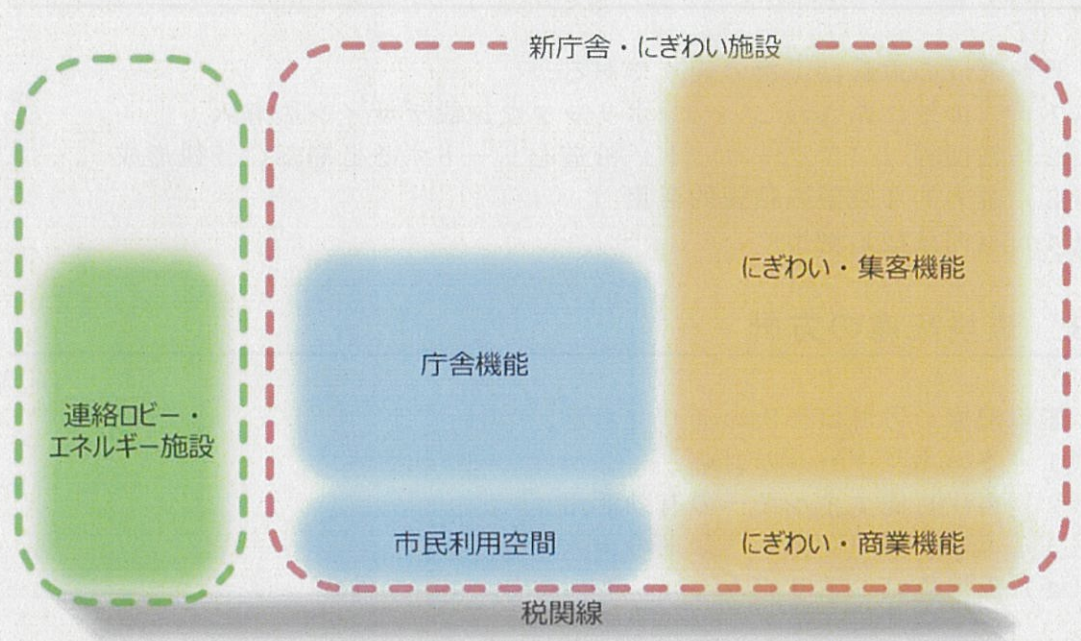 新庁舎・にぎわい施設
にぎわい・集客機能
庁舎機能
連絡ロビー・
エネルギー施設
市民利用空間
にぎわい・商業機能
税関線